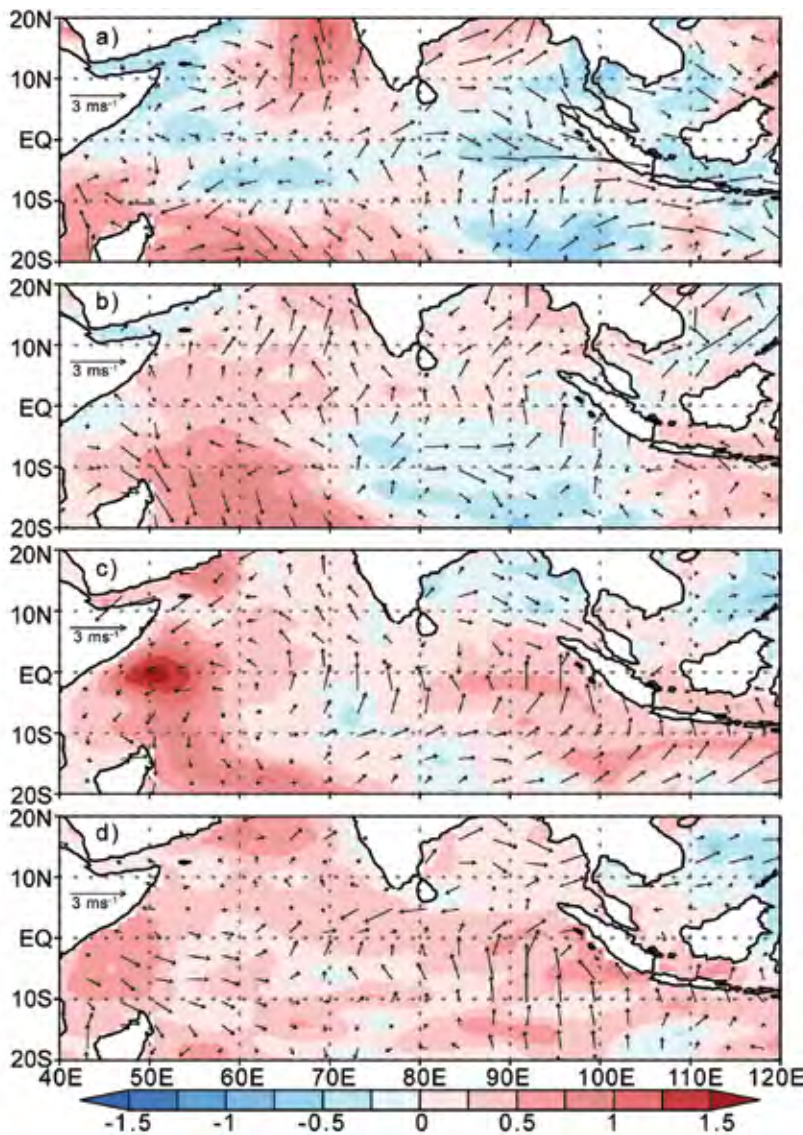 20N
a)
10N
3 ms⁻¹
EQ
10S
20S
20N
b)
10N
3 ms⁻¹
EQ
10S
20S
20N
c)
10N
3 ms⁻¹
EQ
10S
20S
20N
d)
10N
3 ms⁻¹
EQ
10S
20S
40E 50E 60E 70E 80E 90E 100E 110E 120E
-1.5 -1 -0.5 0 0.5 1 1.5